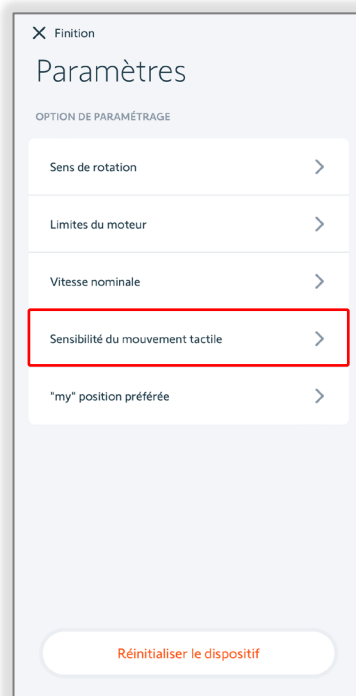 Finition
Paramètres
OPTION DE PARAMÉTRAGE
Sens de rotation
Limites du moteur
Vitesse nominale
Sensibilité du mouvement tactile
"my" position préférée
Réinitialiser le dispositif